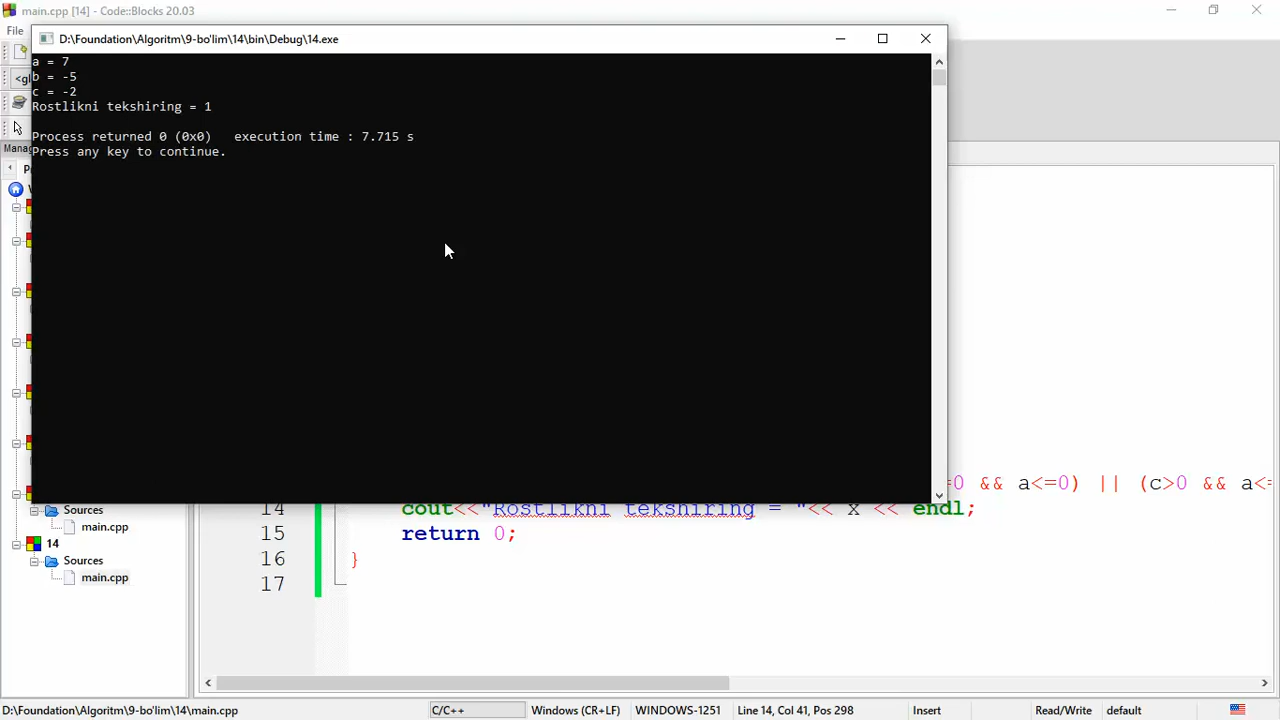 main.cpp [14] - Code::Blocks 20.03
File
D:\Foundation\Algoritm\9-bo'lim\14\bin\Debug\14.exe
a = 7
b = -5
c = -2
Rostlikni tekshiring = 1
Process returned 0 (0x0)   execution time : 7.715 s
Press any key to continue.
<gl
Manag
P
=0 && a<=0) || (c>0 && a<=
14 cout<<"Rostlikni tekshiring = "<< x << endl;
15 return 0;
16 }
17
Sources
main.cpp
14
Sources
main.cpp
D:\Foundation\Algoritm\9-bo'lim\14\main.cpp C/C++ Windows (CR+LF) WINDOWS-1251 Line 14, Col 41, Pos 298 Insert Read/Write default